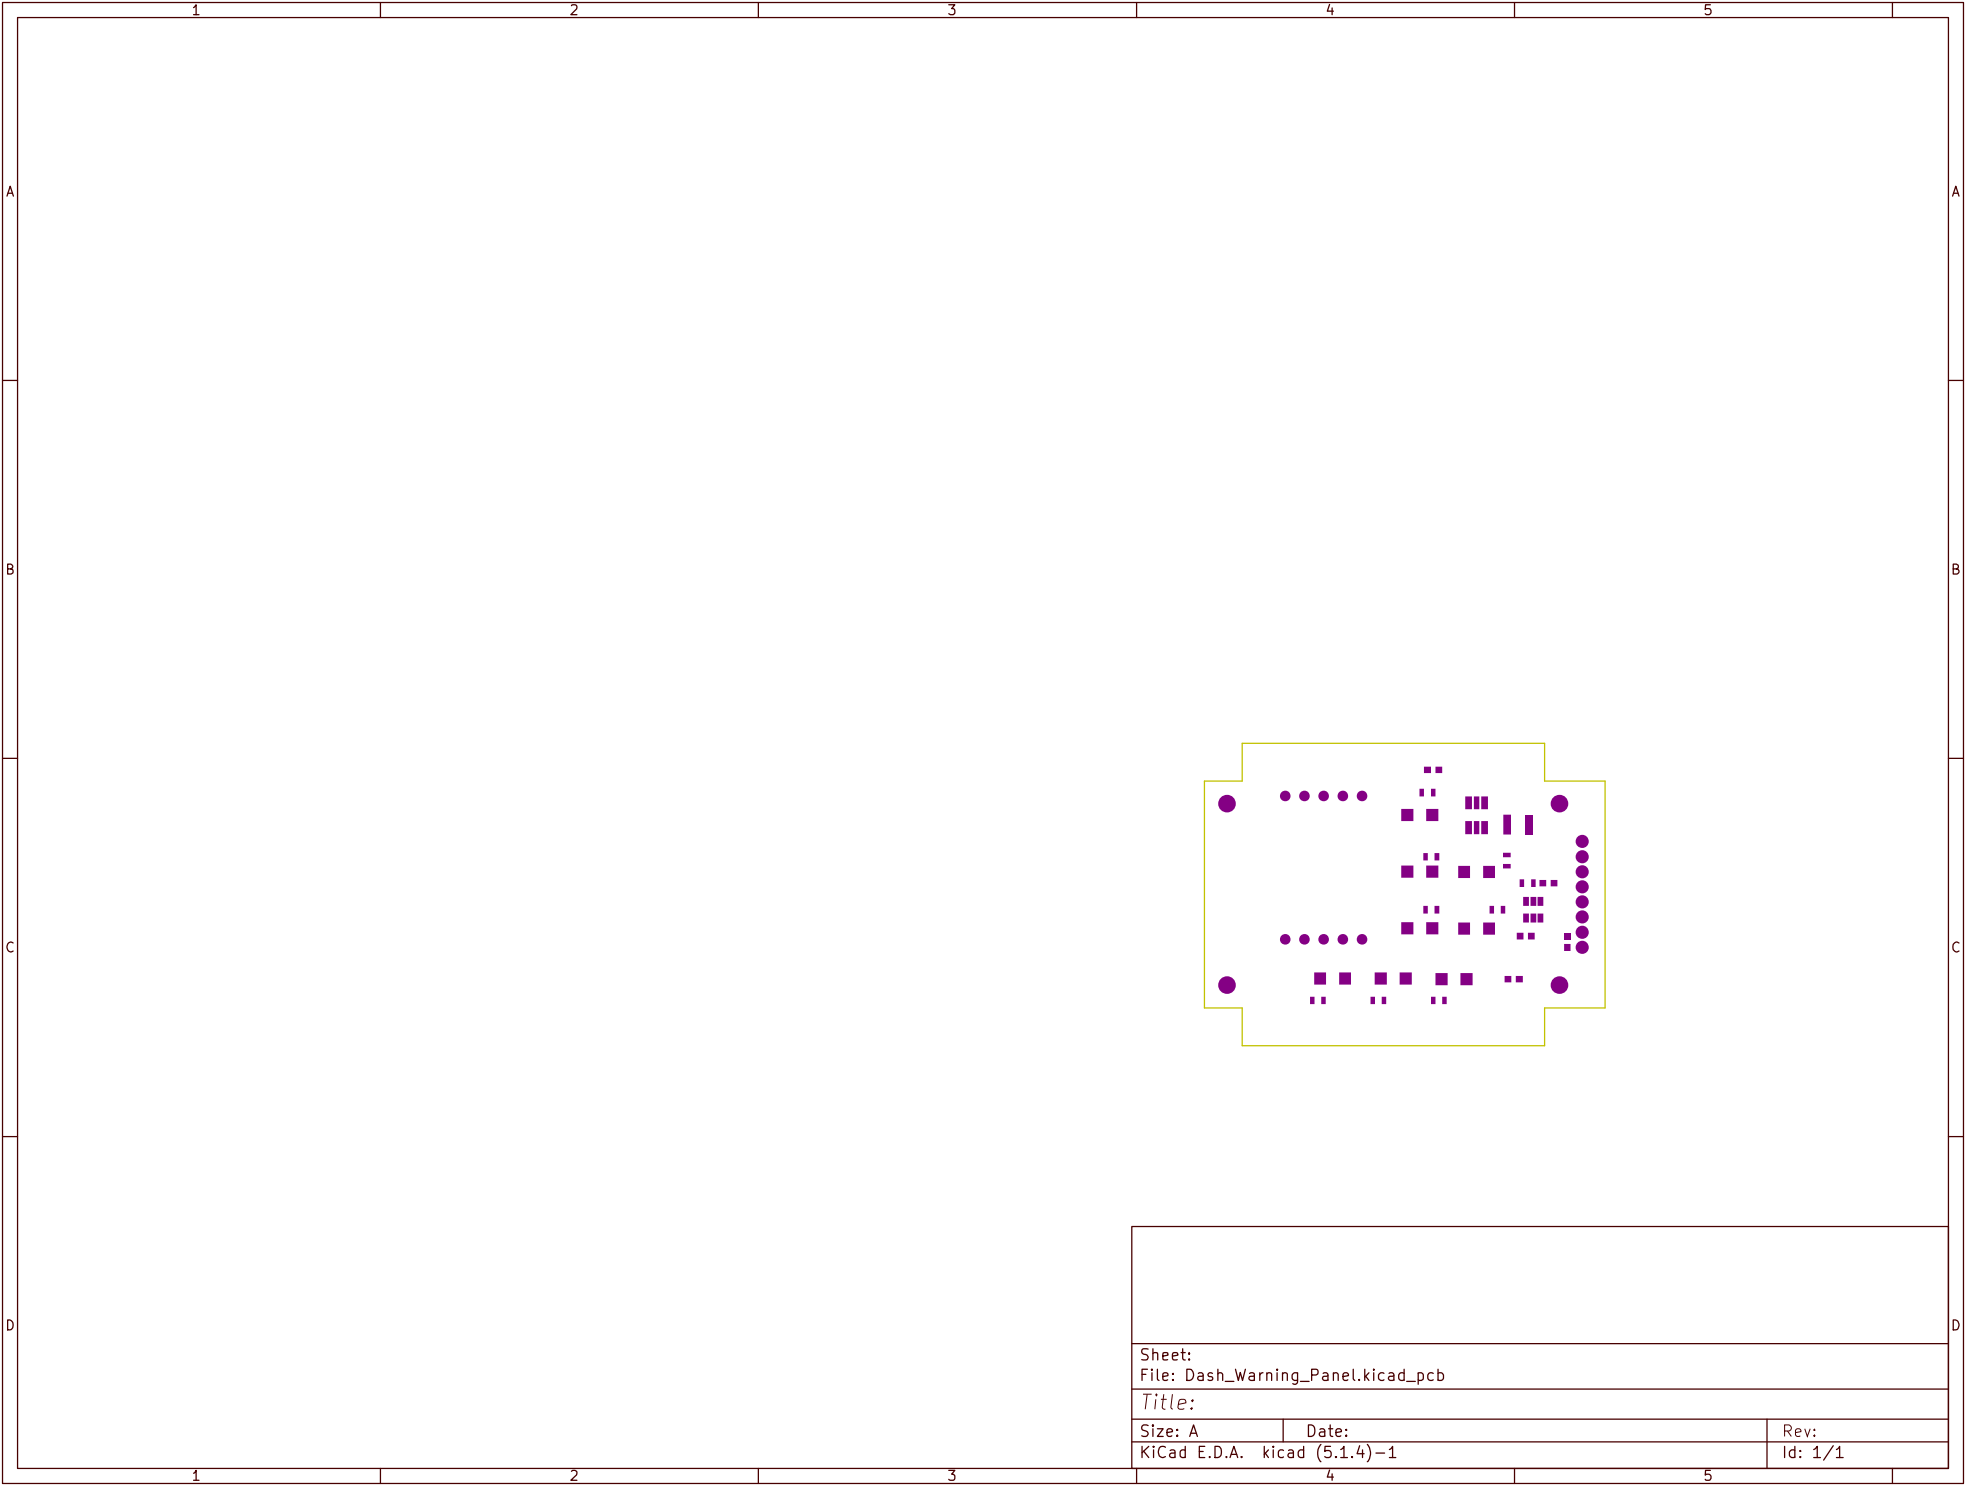 1 2 3 4 5
A A
B B
C C
D D
Sheet:
File: Dash_Warning_Panel.kicad_pcb
Title:
Size: A Date: Rev:
KiCad E.D.A. kicad (5.1.4)-1 Id: 1/1
1 2 3 4 5